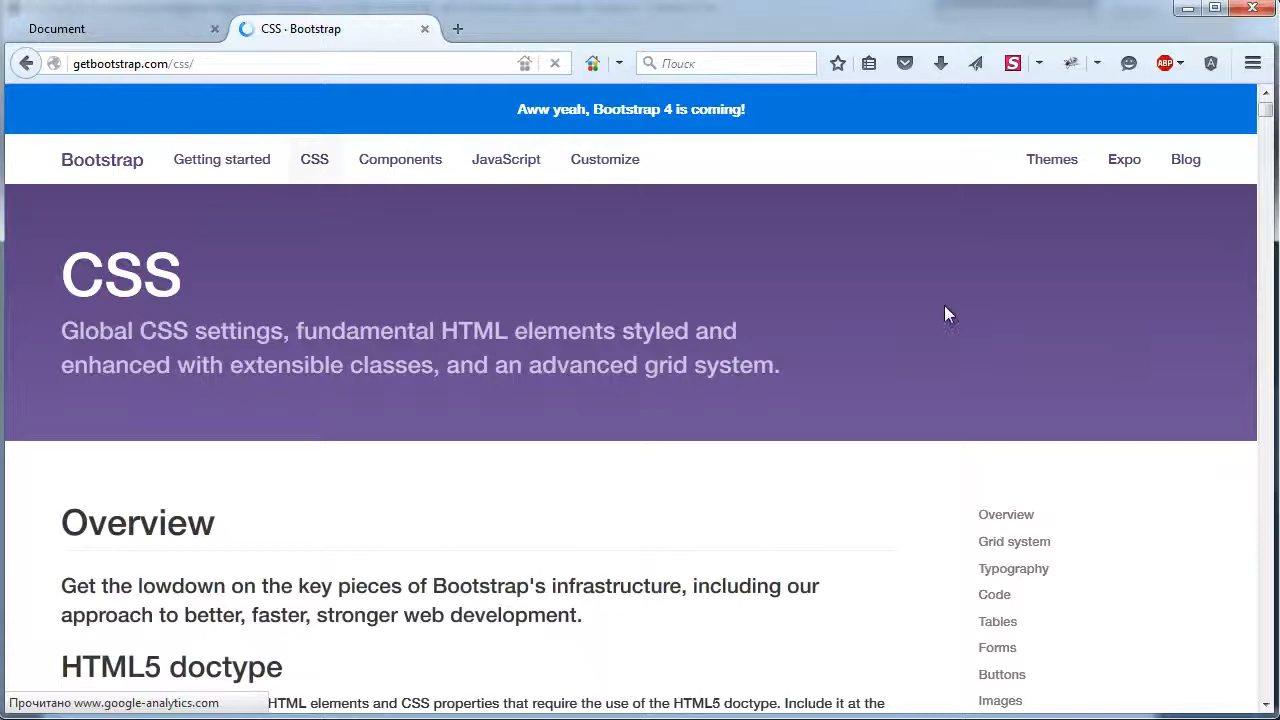 Document
CSS · Bootstrap
getbootstrap.com/css/
Поиск
S
ABP
Aww yeah, Bootstrap 4 is coming!
Bootstrap Getting started CSS Components JavaScript Customize Themes Expo Blog
CSS
Global CSS settings, fundamental HTML elements styled and
enhanced with extensible classes, and an advanced grid system.
Overview
Get the lowdown on the key pieces of Bootstrap's infrastructure, including our
approach to better, faster, stronger web development.
HTML5 doctype
HTML elements and CSS properties that require the use of the HTML5 doctype. Include it at the
Overview
Grid system
Typography
Code
Tables
Forms
Buttons
Images
Прочитано www.google-analytics.com